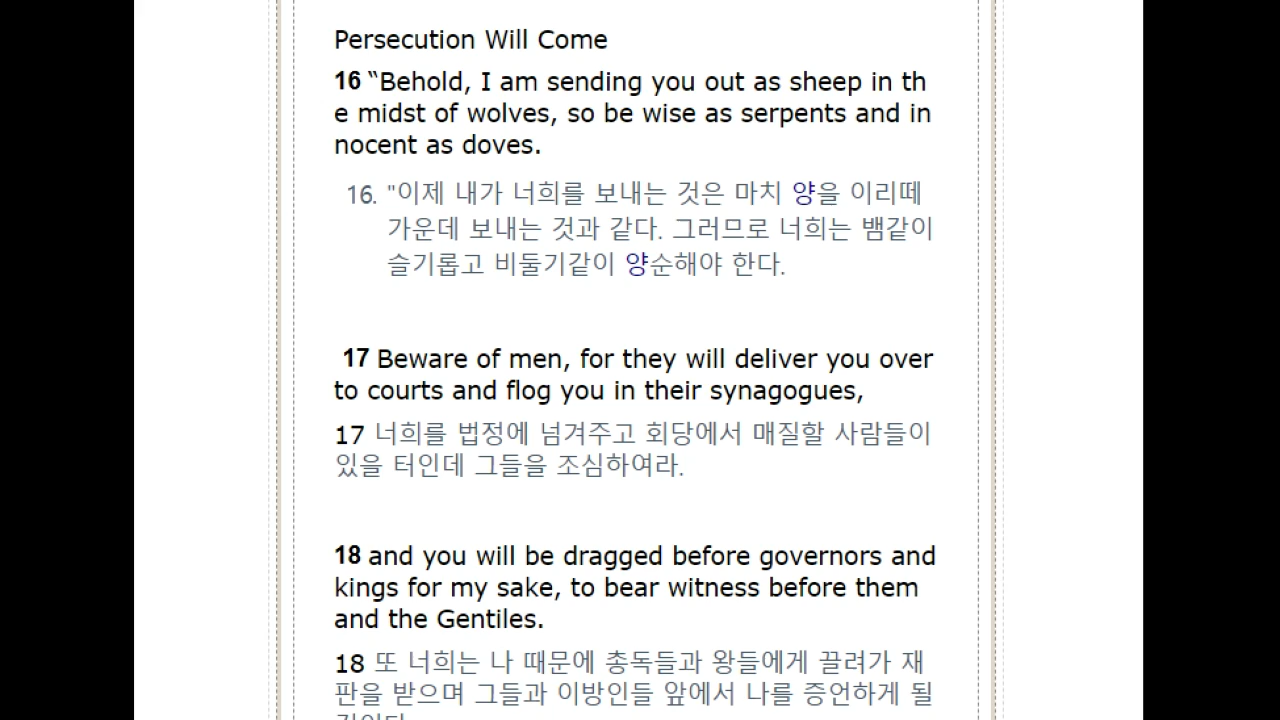 Persecution Will Come
16 “Behold, I am sending you out as sheep in th
e midst of wolves, so be wise as serpents and in
nocent as doves.
16. "이제 내가 너희를 보내는 것은 마치 양을 이리떼
가운데 보내는 것과 같다. 그러므로 너희는 뱀같이
슬기롭고 비둘기같이 양순해야 한다.
17 Beware of men, for they will deliver you over
to courts and flog you in their synagogues,
17 너희를 법정에 넘겨주고 회당에서 매질할 사람들이
있을 터인데 그들을 조심하여라.
18 and you will be dragged before governors and
kings for my sake, to bear witness before them
and the Gentiles.
18 또 너희는 나 때문에 총독들과 왕들에게 끌려가 재
판을 받으며 그들과 이방인들 앞에서 나를 증언하게 될